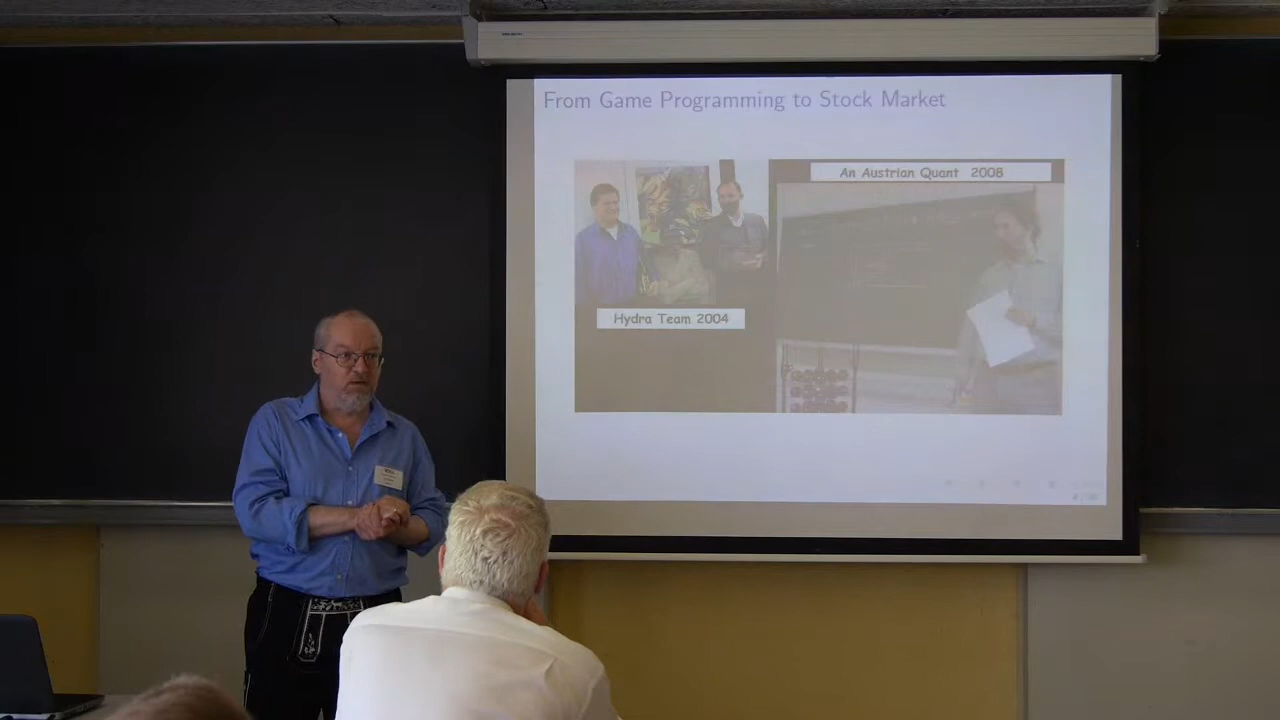 From Game Programming to Stock Market
An Austrian Quant 2008
Hydra Team 2004